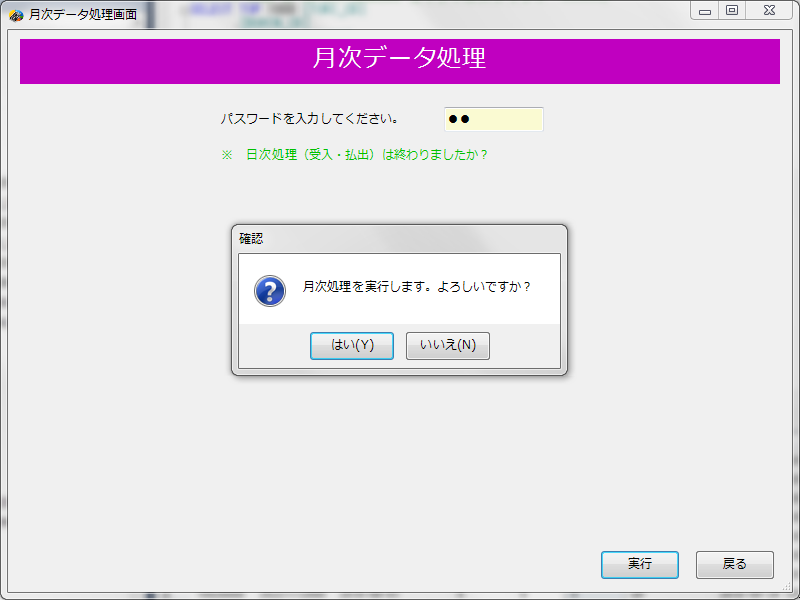 月次データ処理画面
月次データ処理
パスワードを入力してください。 ●●
※ 日次処理（受入・払出）は終わりましたか？
確認
月次処理を実行します。よろしいですか？
はい(Y) いいえ(N)
実行 戻る